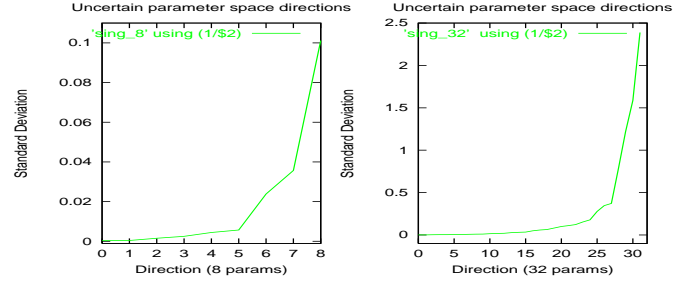 Uncertain parameter space directions
'sing_8' using (1/$2)
Standard Deviation
0.1
0.08
0.06
0.04
0.02
0
0 1 2 3 4 5 6 7 8
Direction (8 params)
Uncertain parameter space directions
'sing_32' using (1/$2)
Standard Deviation
2.5
2
1.5
1
0.5
0
0 5 10 15 20 25 30
Direction (32 params)